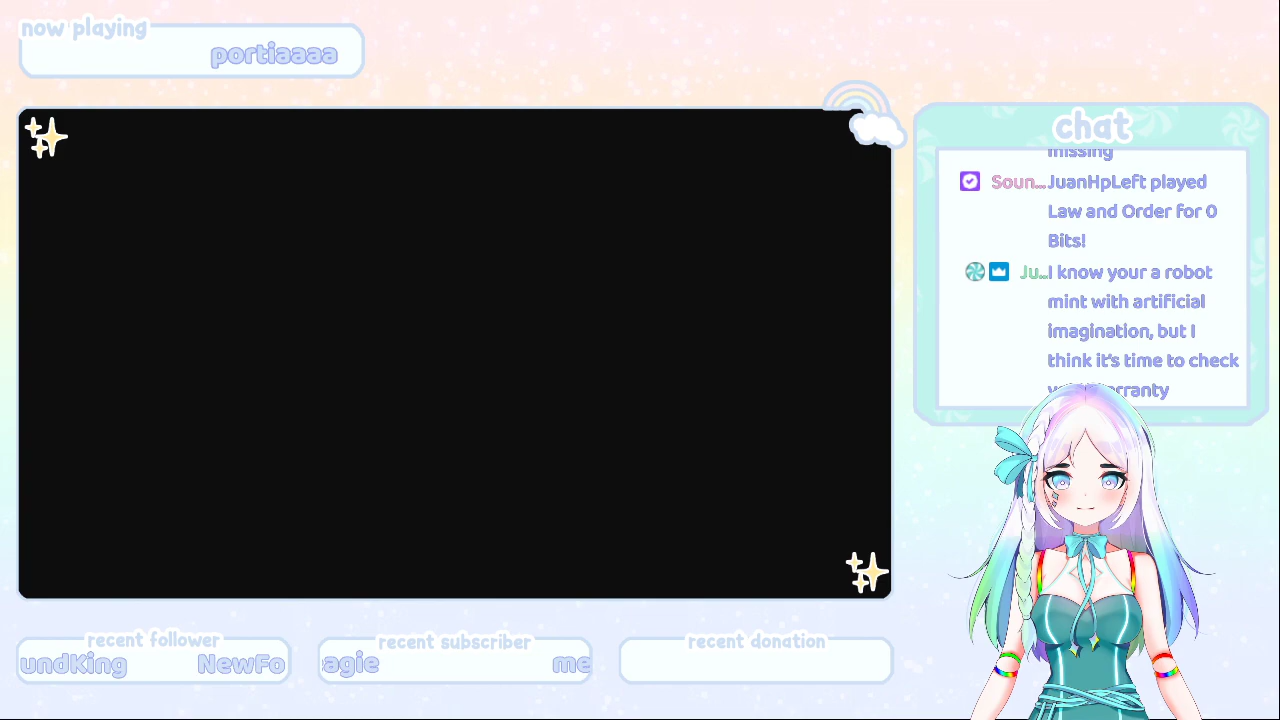 now playing
portiaaaa
chat
missing
Soun...JuanHpLeft played
Law and Order for 0
Bits!
Ju...I know your a robot
mint with artificial
imagination, but I
think it's time to check
recent follower
undKing NewFo
recent subscriber
agie me
recent donation